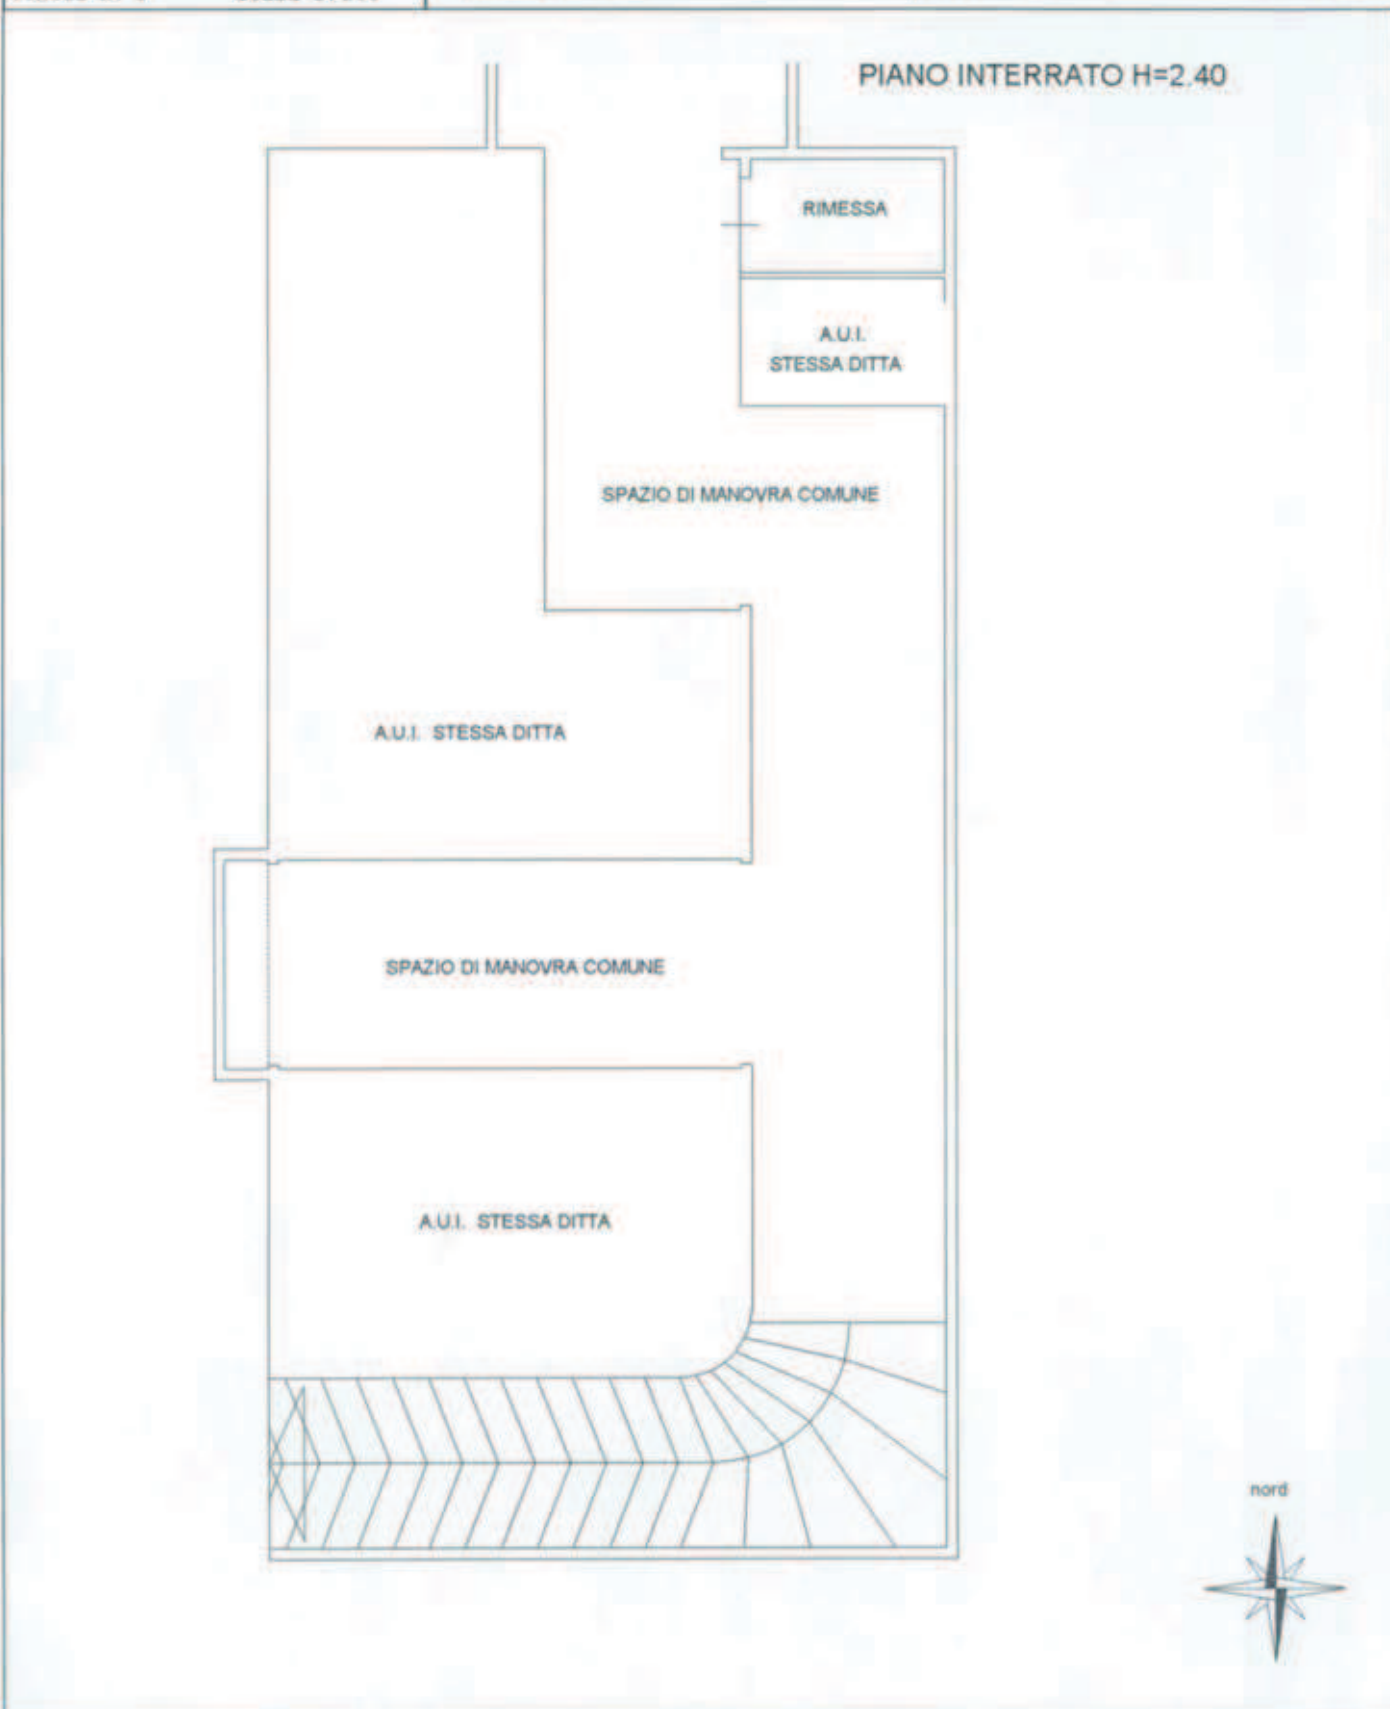 PIANO INTERRATO H=2.40
RIMESSA
A.U.I.
STESSA DITTA
SPAZIO DI MANOVRA COMUNE
A.U.I. STESSA DITTA
SPAZIO DI MANOVRA COMUNE
A.U.I. STESSA DITTA
nord